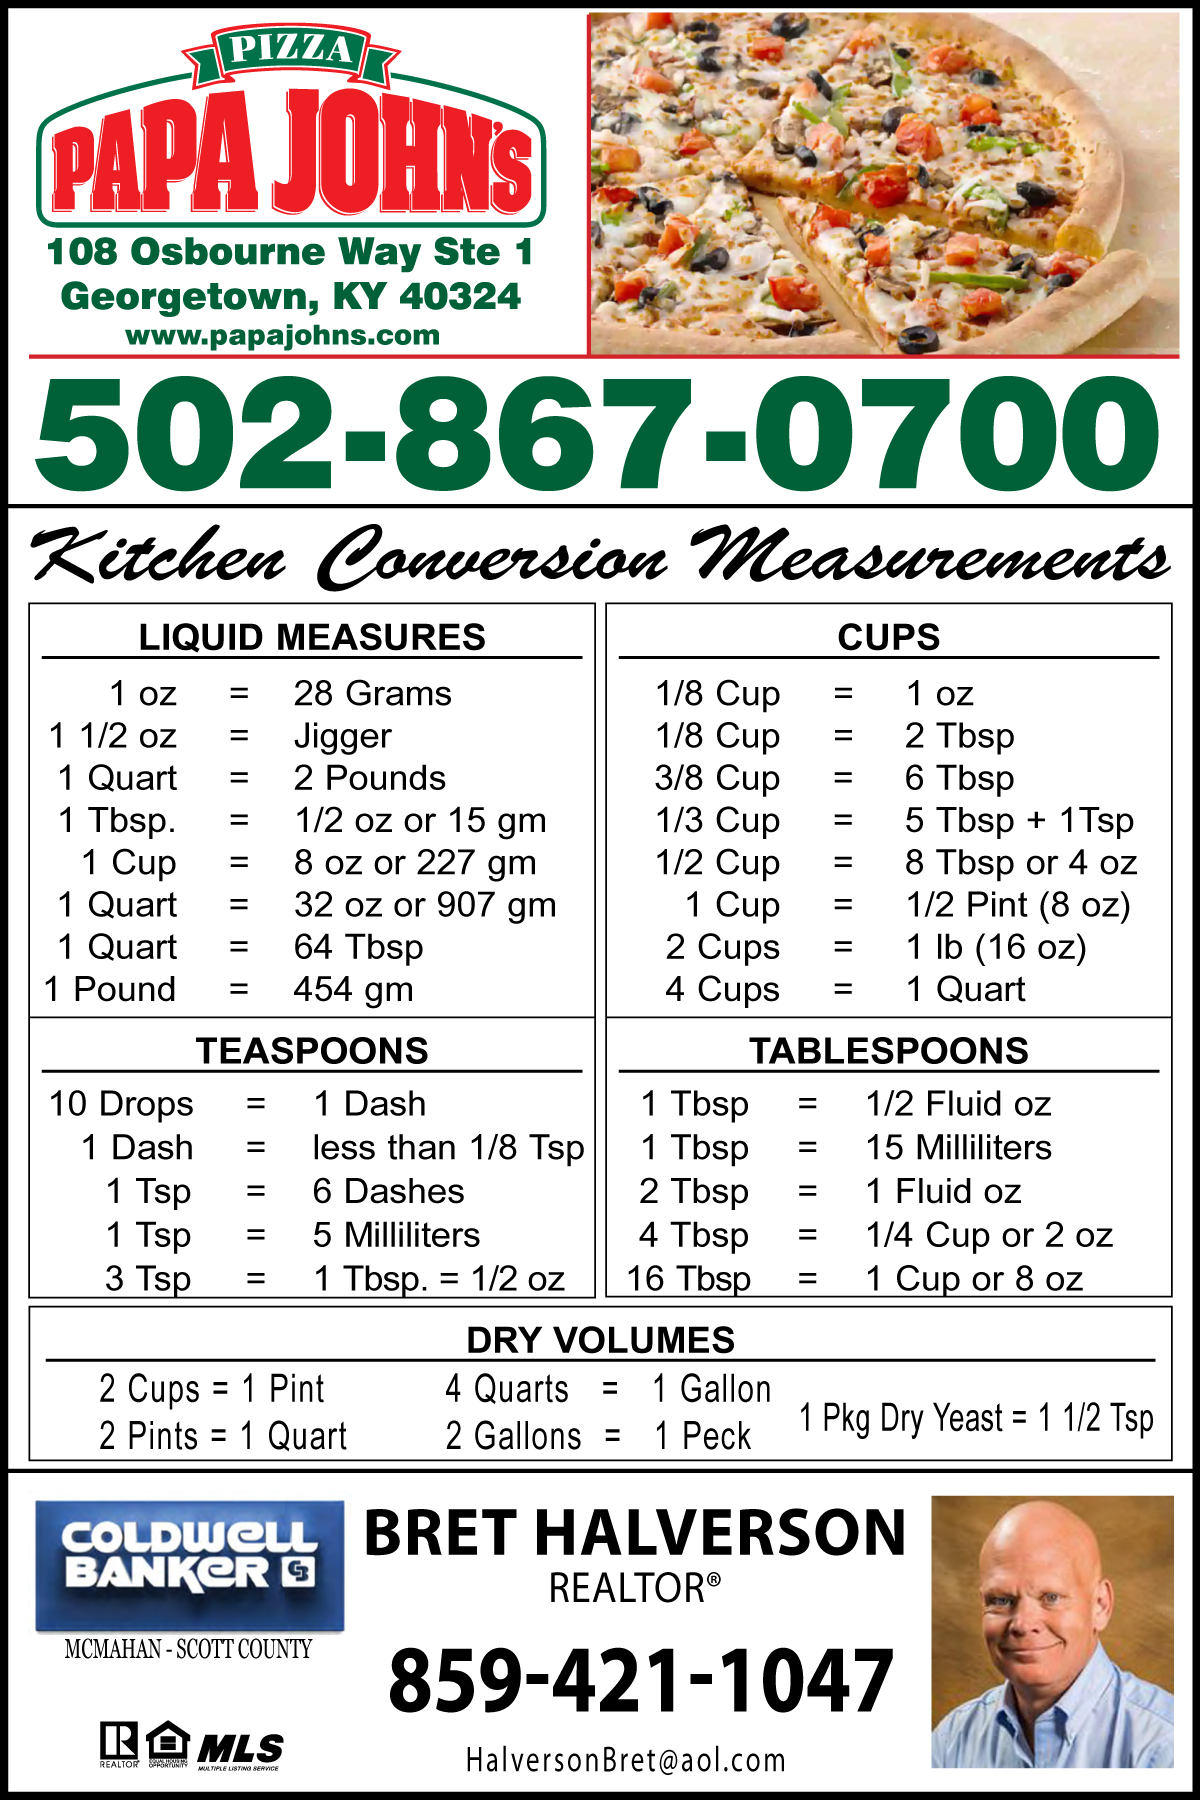 PIZZA
PAPA JOHN'S
108 Osbourne Way Ste 1
Georgetown, KY 40324
www.papajohns.com
502-867-0700
Kitchen Conversion Measurements
LIQUID MEASURES
1 oz = 28 Grams
1 1/2 oz = Jigger
1 Quart = 2 Pounds
1 Tbsp. = 1/2 oz or 15 gm
1 Cup = 8 oz or 227 gm
1 Quart = 32 oz or 907 gm
1 Quart = 64 Tbsp
1 Pound = 454 gm
CUPS
1/8 Cup = 1 oz
1/8 Cup = 2 Tbsp
3/8 Cup = 6 Tbsp
1/3 Cup = 5 Tbsp + 1Tsp
1/2 Cup = 8 Tbsp or 4 oz
1 Cup = 1/2 Pint (8 oz)
2 Cups = 1 lb (16 oz)
4 Cups = 1 Quart
TEASPOONS
10 Drops = 1 Dash
1 Dash = less than 1/8 Tsp
1 Tsp = 6 Dashes
1 Tsp = 5 Milliliters
3 Tsp = 1 Tbsp. = 1/2 oz
TABLESPOONS
1 Tbsp = 1/2 Fluid oz
1 Tbsp = 15 Milliliters
2 Tbsp = 1 Fluid oz
4 Tbsp = 1/4 Cup or 2 oz
16 Tbsp = 1 Cup or 8 oz
DRY VOLUMES
2 Cups = 1 Pint
2 Pints = 1 Quart
4 Quarts = 1 Gallon
2 Gallons = 1 Peck
1 Pkg Dry Yeast = 1 1/2 Tsp
COLDWELL
BANKER CB
MCMAHAN - SCOTT COUNTY
BRET HALVERSON
REALTOR®
859-421-1047
HalversonBret@aol.com
R
REALTOR®
EQUAL HOUSING
OPPORTUNITY
MLS
MULTIPLE LISTING SERVICE